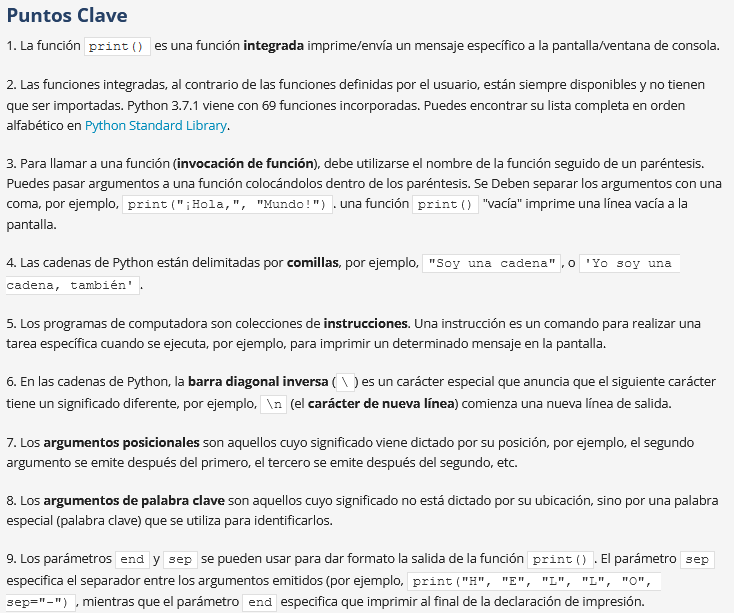 Puntos Clave
1. La función print() es una función integrada imprime/envía un mensaje específico a la pantalla/ventana de consola.
2. Las funciones integradas, al contrario de las funciones definidas por el usuario, están siempre disponibles y no tienen
que ser importadas. Python 3.7.1 viene con 69 funciones incorporadas. Puedes encontrar su lista completa en orden
alfabético en Python Standard Library.
3. Para llamar a una función (invocación de función), debe utilizarse el nombre de la función seguido de un paréntesis.
Puedes pasar argumentos a una función colocándolos dentro de los paréntesis. Se Deben separar los argumentos con una
coma, por ejemplo, print("¡Hola,", "Mundo!") . una función print() "vacía" imprime una línea vacía a la
pantalla.
4. Las cadenas de Python están delimitadas por comillas, por ejemplo, "Soy una cadena" , o 'Yo soy una
cadena, también' .
5. Los programas de computadora son colecciones de instrucciones. Una instrucción es un comando para realizar una
tarea específica cuando se ejecuta, por ejemplo, para imprimir un determinado mensaje en la pantalla.
6. En las cadenas de Python, la barra diagonal inversa ( \ ) es un carácter especial que anuncia que el siguiente carácter
tiene un significado diferente, por ejemplo, \n (el carácter de nueva línea) comienza una nueva línea de salida.
7. Los argumentos posicionales son aquellos cuyo significado viene dictado por su posición, por ejemplo, el segundo
argumento se emite después del primero, el tercero se emite después del segundo, etc.
8. Los argumentos de palabra clave son aquellos cuyo significado no está dictado por su ubicación, sino por una palabra
especial (palabra clave) que se utiliza para identificarlos.
9. Los parámetros end y sep se pueden usar para dar formato la salida de la función print() . El parámetro sep
especifica el separador entre los argumentos emitidos (por ejemplo, print("H", "E", "L", "L", "O",
sep="-") , mientras que el parámetro end especifica que imprimir al final de la declaración de impresión.